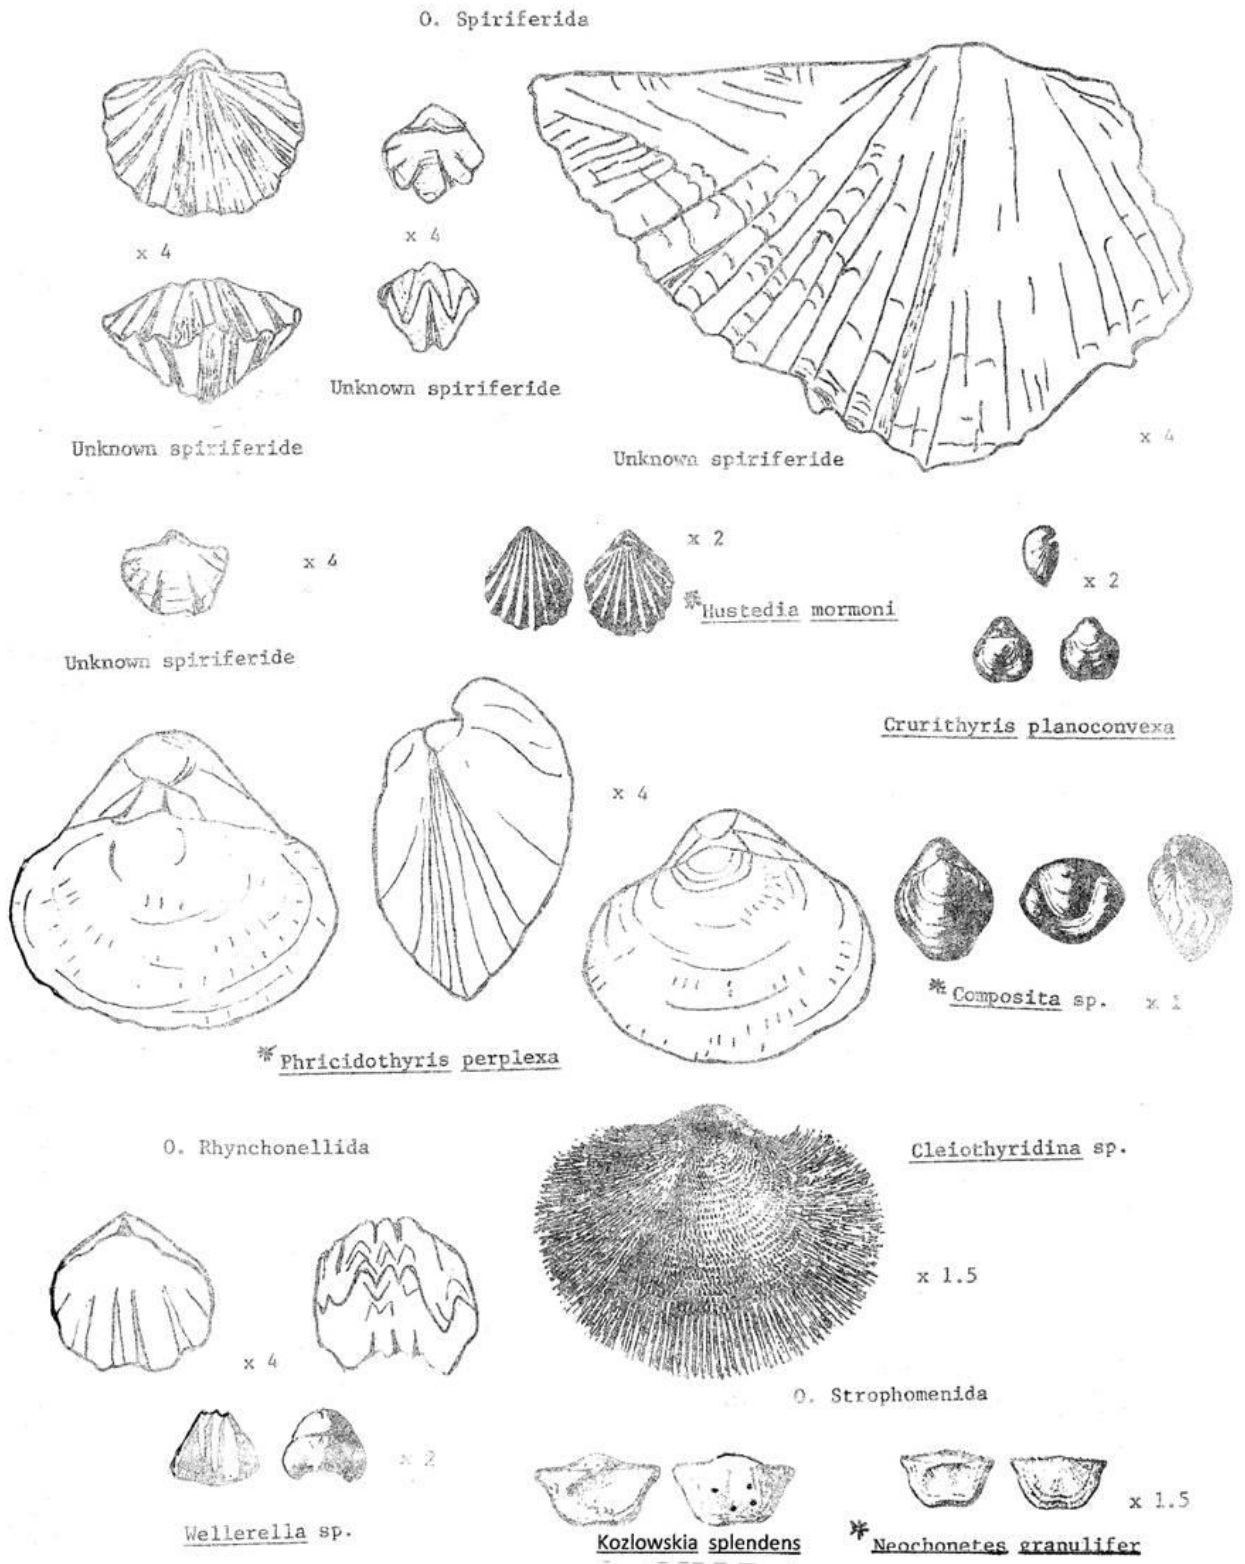 O. Spiriferida
x 4
x 4
Unknown spiriferide
Unknown spiriferide
Unknown spiriferide
x 4
x 4
Unknown spiriferide
x 2
*Hustedia mormoni
x 2
Crurithyris planoconvexa
x 4
*Phricidothyris perplexa
*Composita sp. x 1
O. Rhynchonellida
Cleiothyridina sp.
x 1.5
x 4
O. Strophomenida
x 2
Wellerella sp.
Kozlowskia splendens
x 1.5
*Neochonetes granulifer